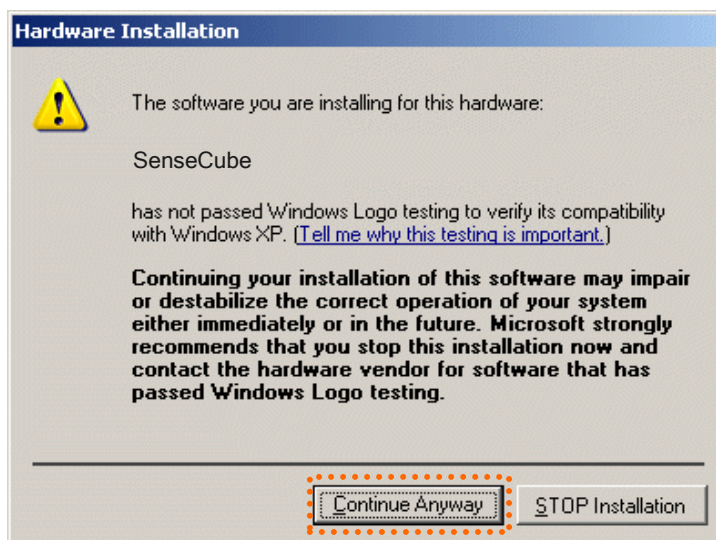 Hardware Installation
The software you are installing for this hardware:
SenseCube
has not passed Windows Logo testing to verify its compatibility
with Windows XP. (Tell me why this testing is important.)
Continuing your installation of this software may impair
or destabilize the correct operation of your system
either immediately or in the future. Microsoft strongly
recommends that you stop this installation now and
contact the hardware vendor for software that has
passed Windows Logo testing.
Continue Anyway
STOP Installation